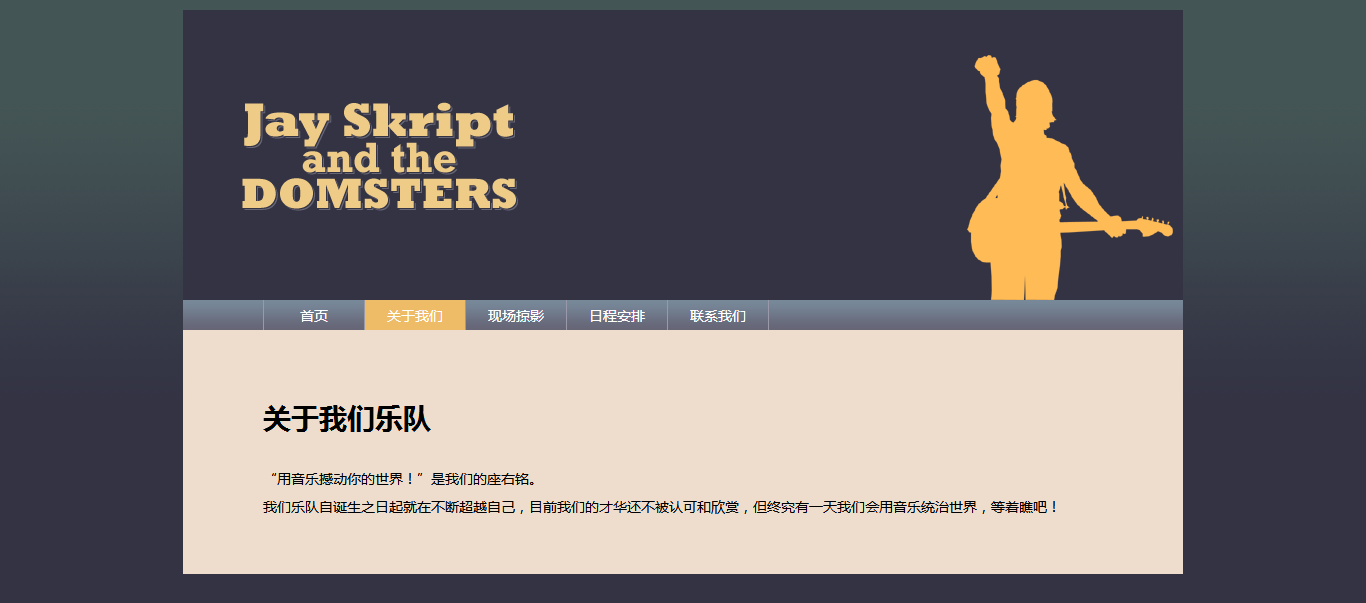 Jay Skript
and the
DOMSTERS
首页 关于我们 现场掠影 日程安排 联系我们
关于我们乐队
“用音乐撼动你的世界！”是我们的座右铭。
我们乐队自诞生之日起就在不断超越自己，目前我们的才华还不被认可和欣赏，但终究有一天我们会用音乐统治世界，等着瞧吧！